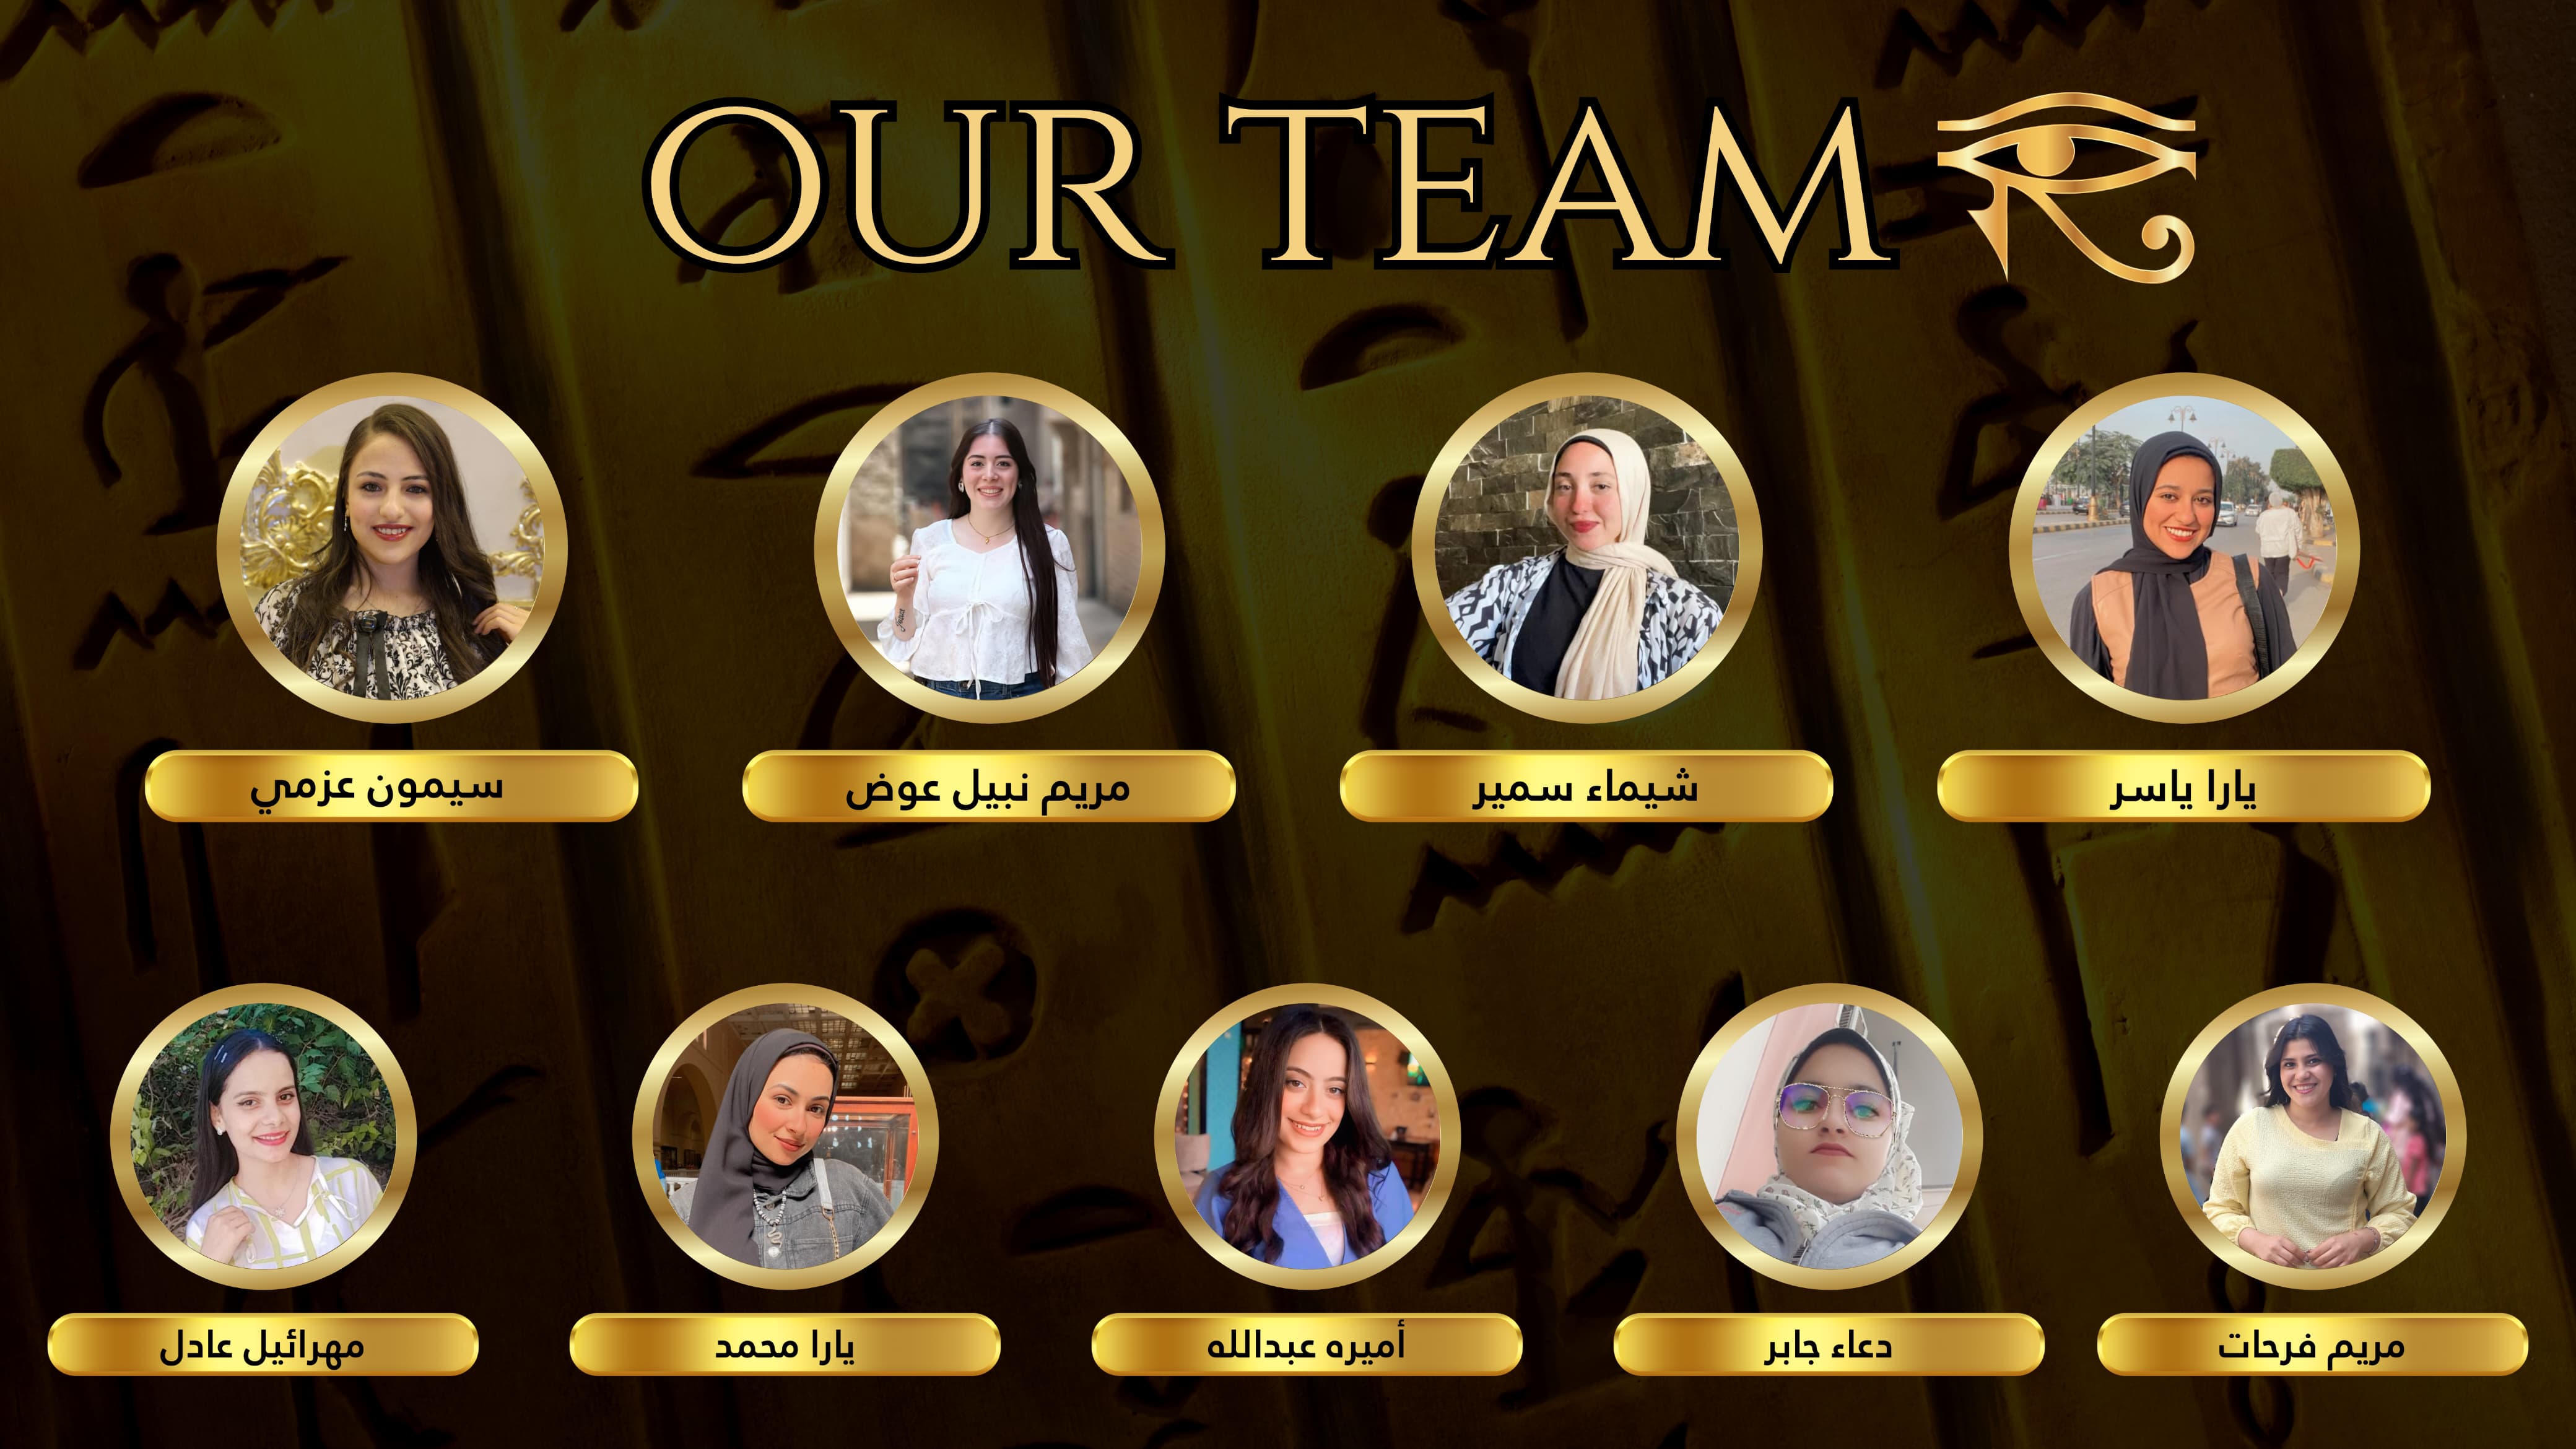 OUR TEAM
سيمون عزمي
مريم نبيل عوض
شيماء سمير
يارا ياسر
مهرائيل عادل
يارا محمد
أميره عبدالله
دعاء جابر
مريم فرحات